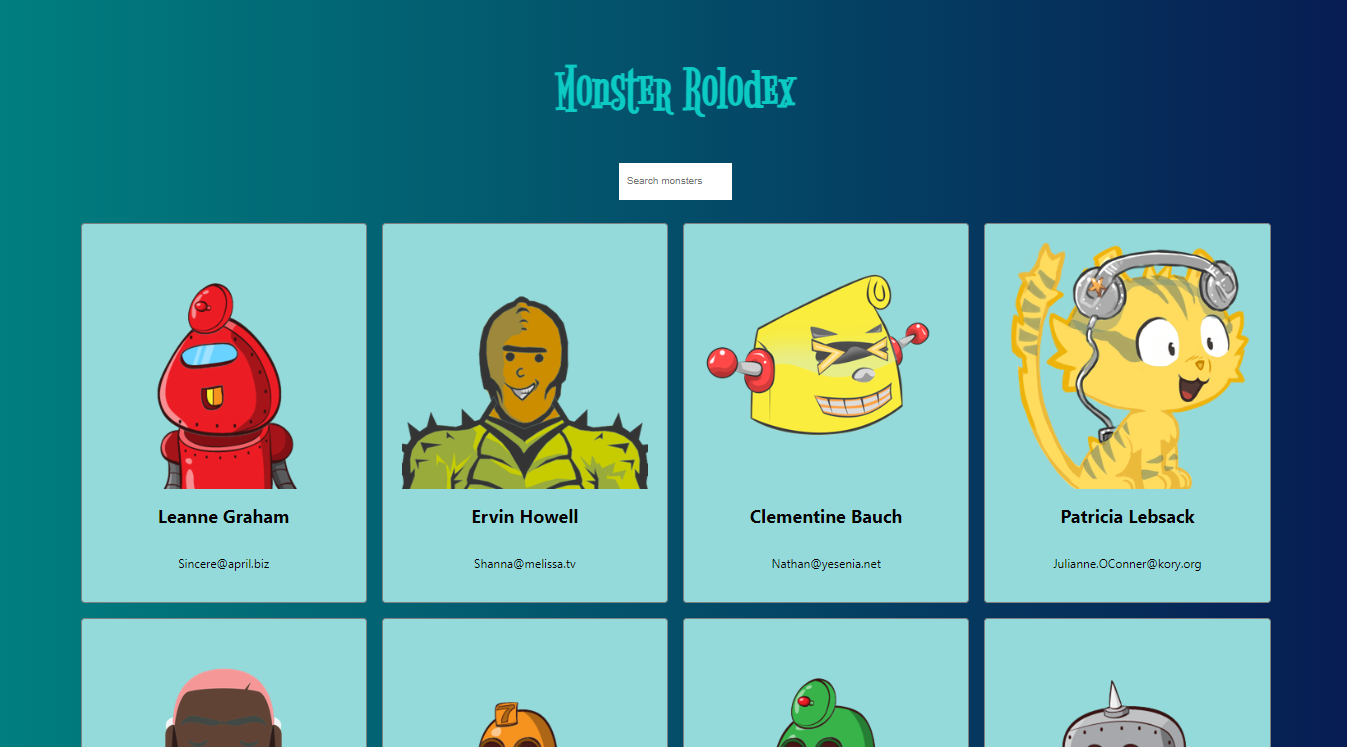 Monster Rolodex
Search monsters
Leanne Graham
Ervin Howell
Clementine Bauch
Patricia Lebsack
Sincere@april.biz
Shanna@melissa.tv
Nathan@yesenia.net
Julianne.OConner@kory.org
7